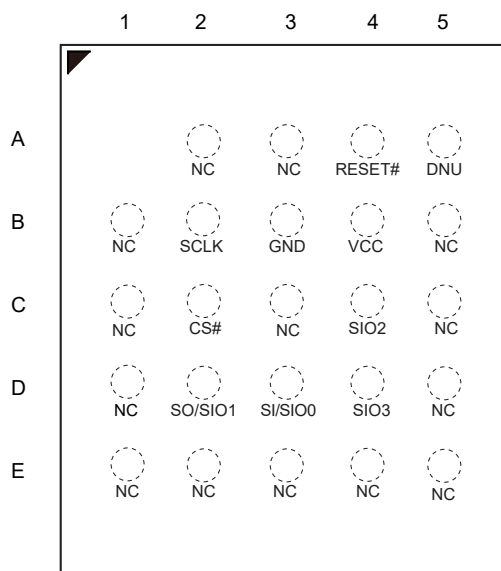 1 2 3 4 5
A
NC NC RESET# DNU
B
NC SCLK GND VCC NC
C
NC CS# NC SIO2 NC
D
NC SO/SIO1 SI/SIO0 SIO3 NC
E
NC NC NC NC NC